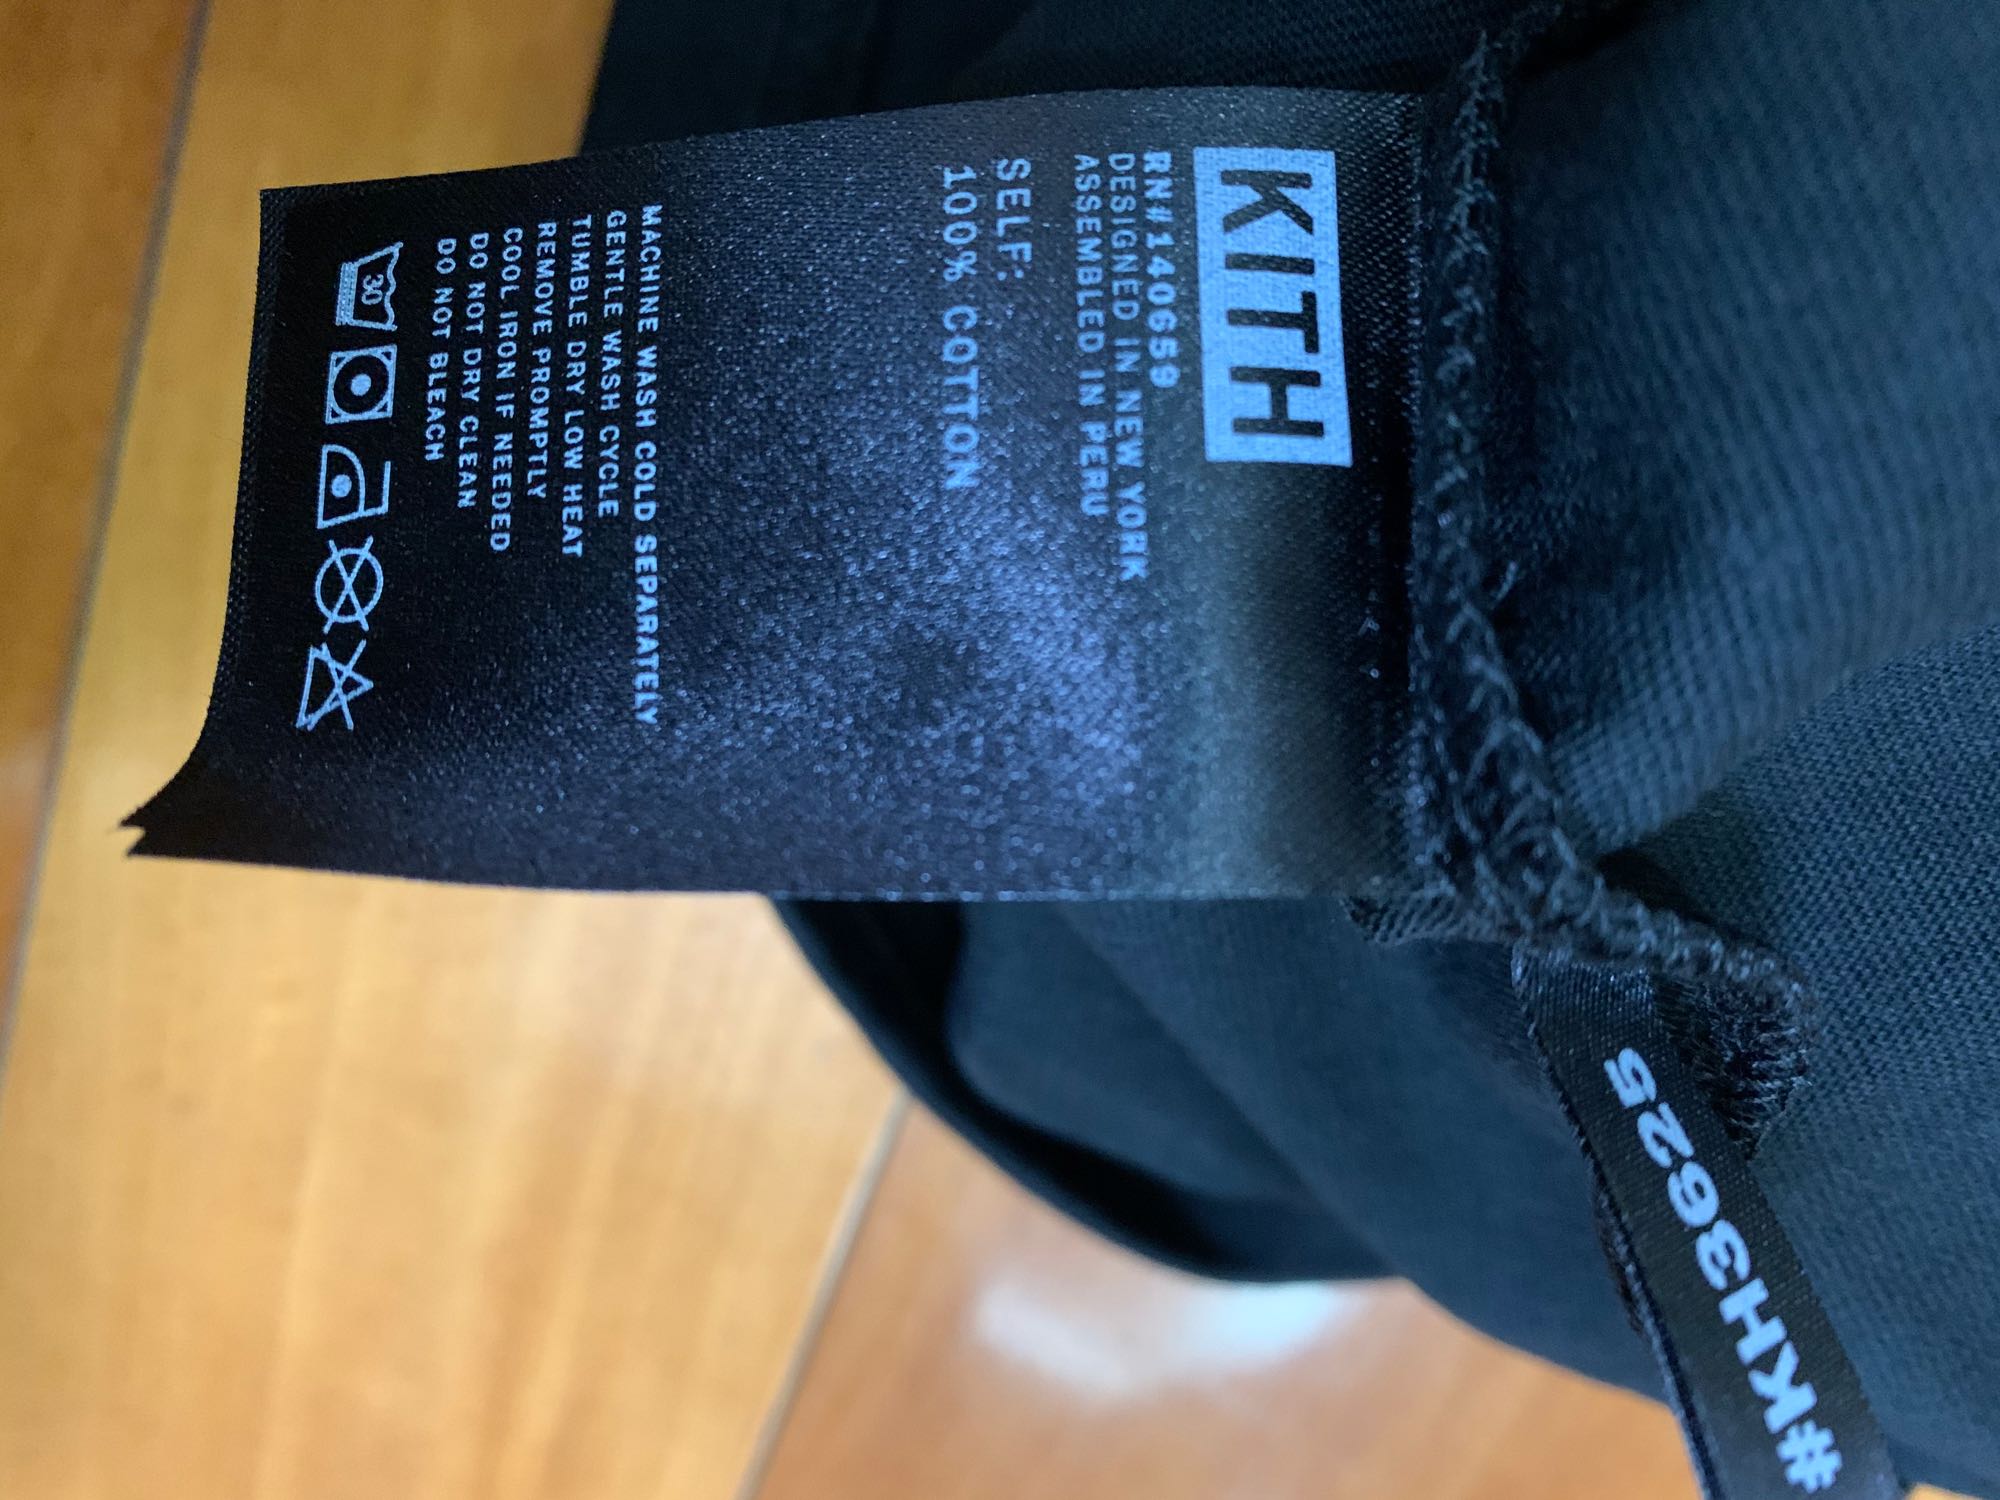 KITH
RN#140659
DESIGNED IN NEW YORK
ASSEMBLED IN PERU
SELF:
100% COTTON
MACHINE WASH COLD SEPARATELY
GENTLE WASH CYCLE
TUMBLE DRY LOW HEAT
REMOVE PROMPTLY
COOL IRON IF NEEDED
DO NOT DRY CLEAN
DO NOT BLEACH
30
#KH3625